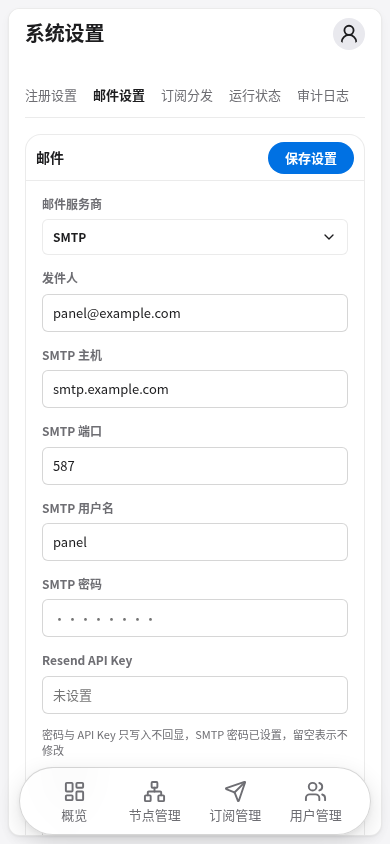 系统设置
注册设置 邮件设置 订阅分发 运行状态 审计日志
邮件
保存设置
邮件服务商
SMTP
发件人
panel@example.com
SMTP 主机
smtp.example.com
SMTP 端口
587
SMTP 用户名
panel
SMTP 密码
········
Resend API Key
未设置
密码与 API Key 只写入不回显，SMTP 密码已设置，留空表示不
修改
概览 节点管理 订阅管理 用户管理